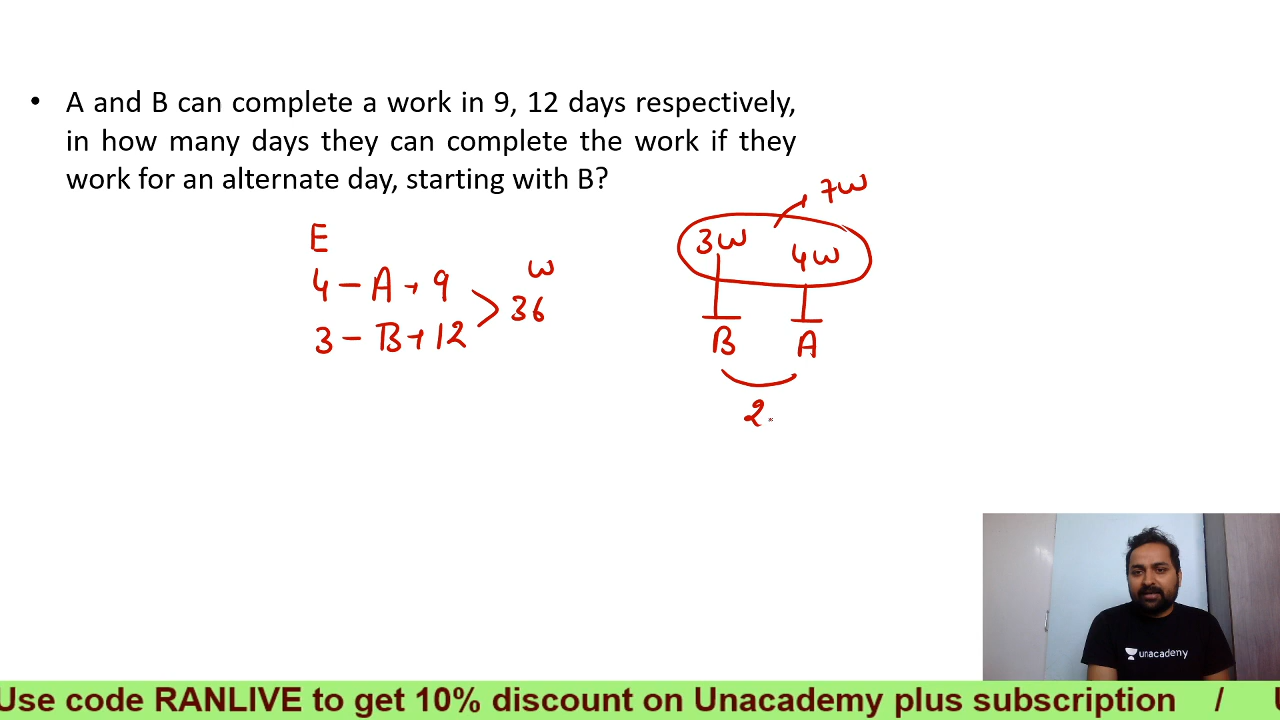 • A and B can complete a work in 9, 12 days respectively,
in how many days they can complete the work if they
work for an alternate day, starting with B?
7w
E
3w 4w
w
4 - A → 9
36
3 - B → 12
B A
2
unacademy
Use code RANLIVE to get 10% discount on Unacademy plus subscription /